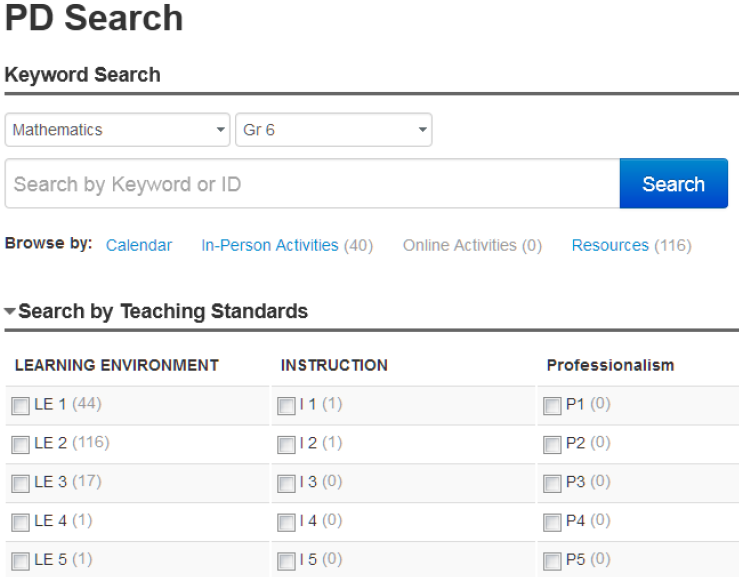 PD Search
Keyword Search
Mathematics Gr 6
Search by Keyword or ID Search
Browse by: Calendar In-Person Activities (40) Online Activities (0) Resources (116)
Search by Teaching Standards
LEARNING ENVIRONMENT INSTRUCTION Professionalism
LE 1 (44) I 1 (1) P1 (0)
LE 2 (116) I 2 (1) P2 (0)
LE 3 (17) I 3 (0) P3 (0)
LE 4 (1) I 4 (0) P4 (0)
LE 5 (1) I 5 (0) P5 (0)